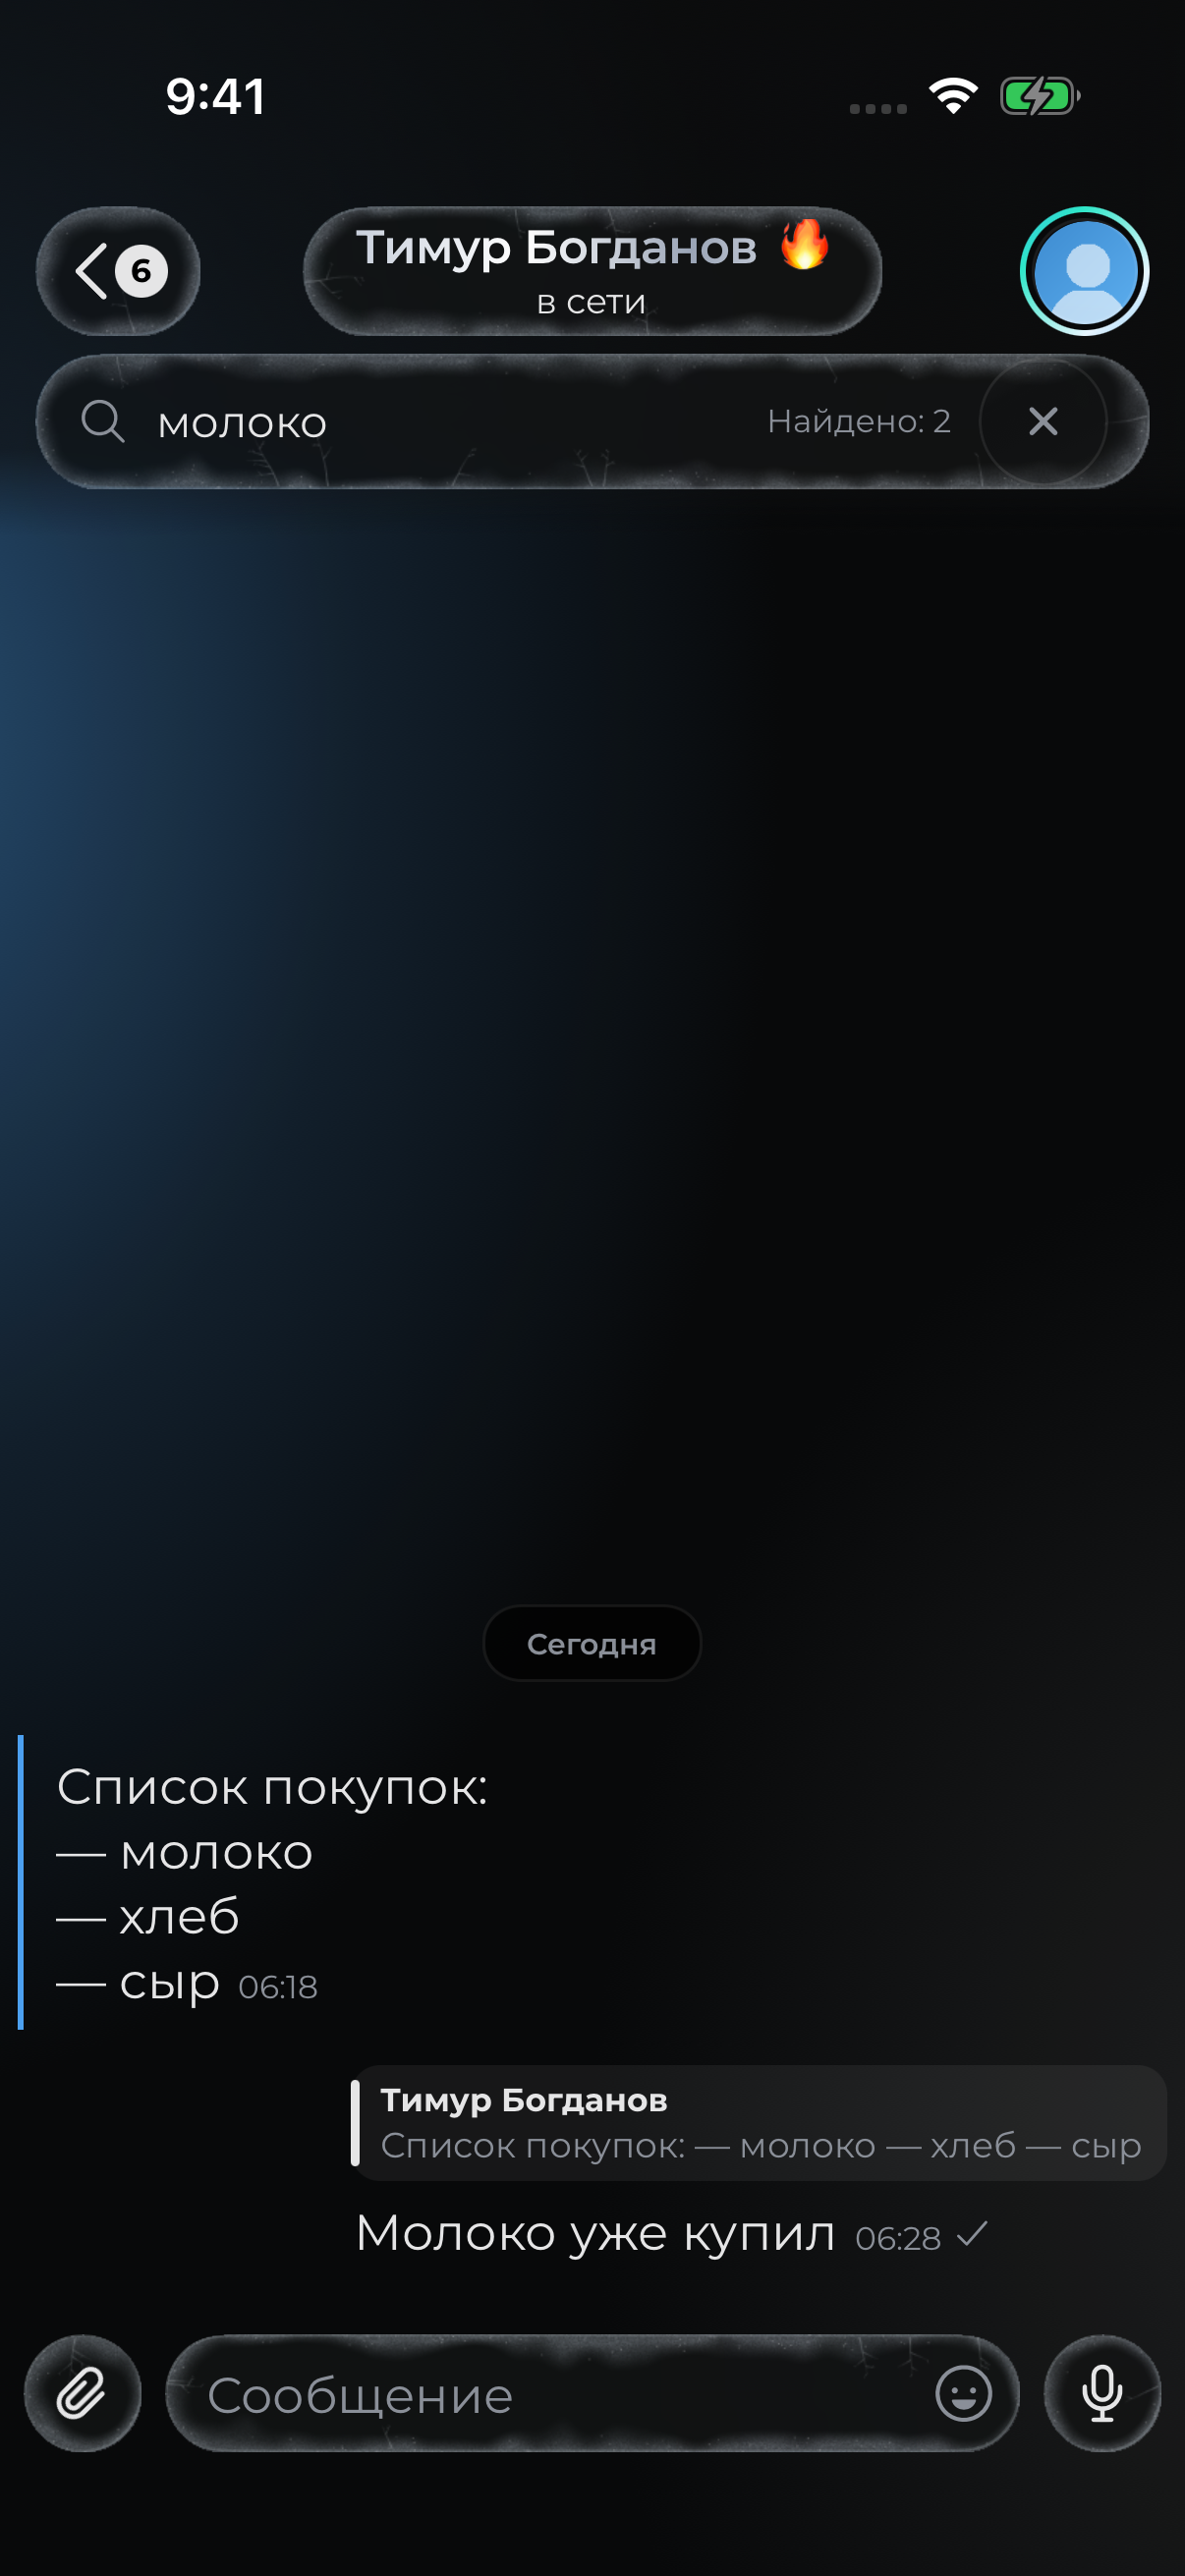 9:41
6
Тимур Богданов 🔥
в сети
молоко
Найдено: 2
Сегодня
Список покупок:
— молоко
— хлеб
— сыр 06:18
Тимур Богданов
Список покупок: — молоко — хлеб — сыр
Молоко уже купил 06:28
Сообщение